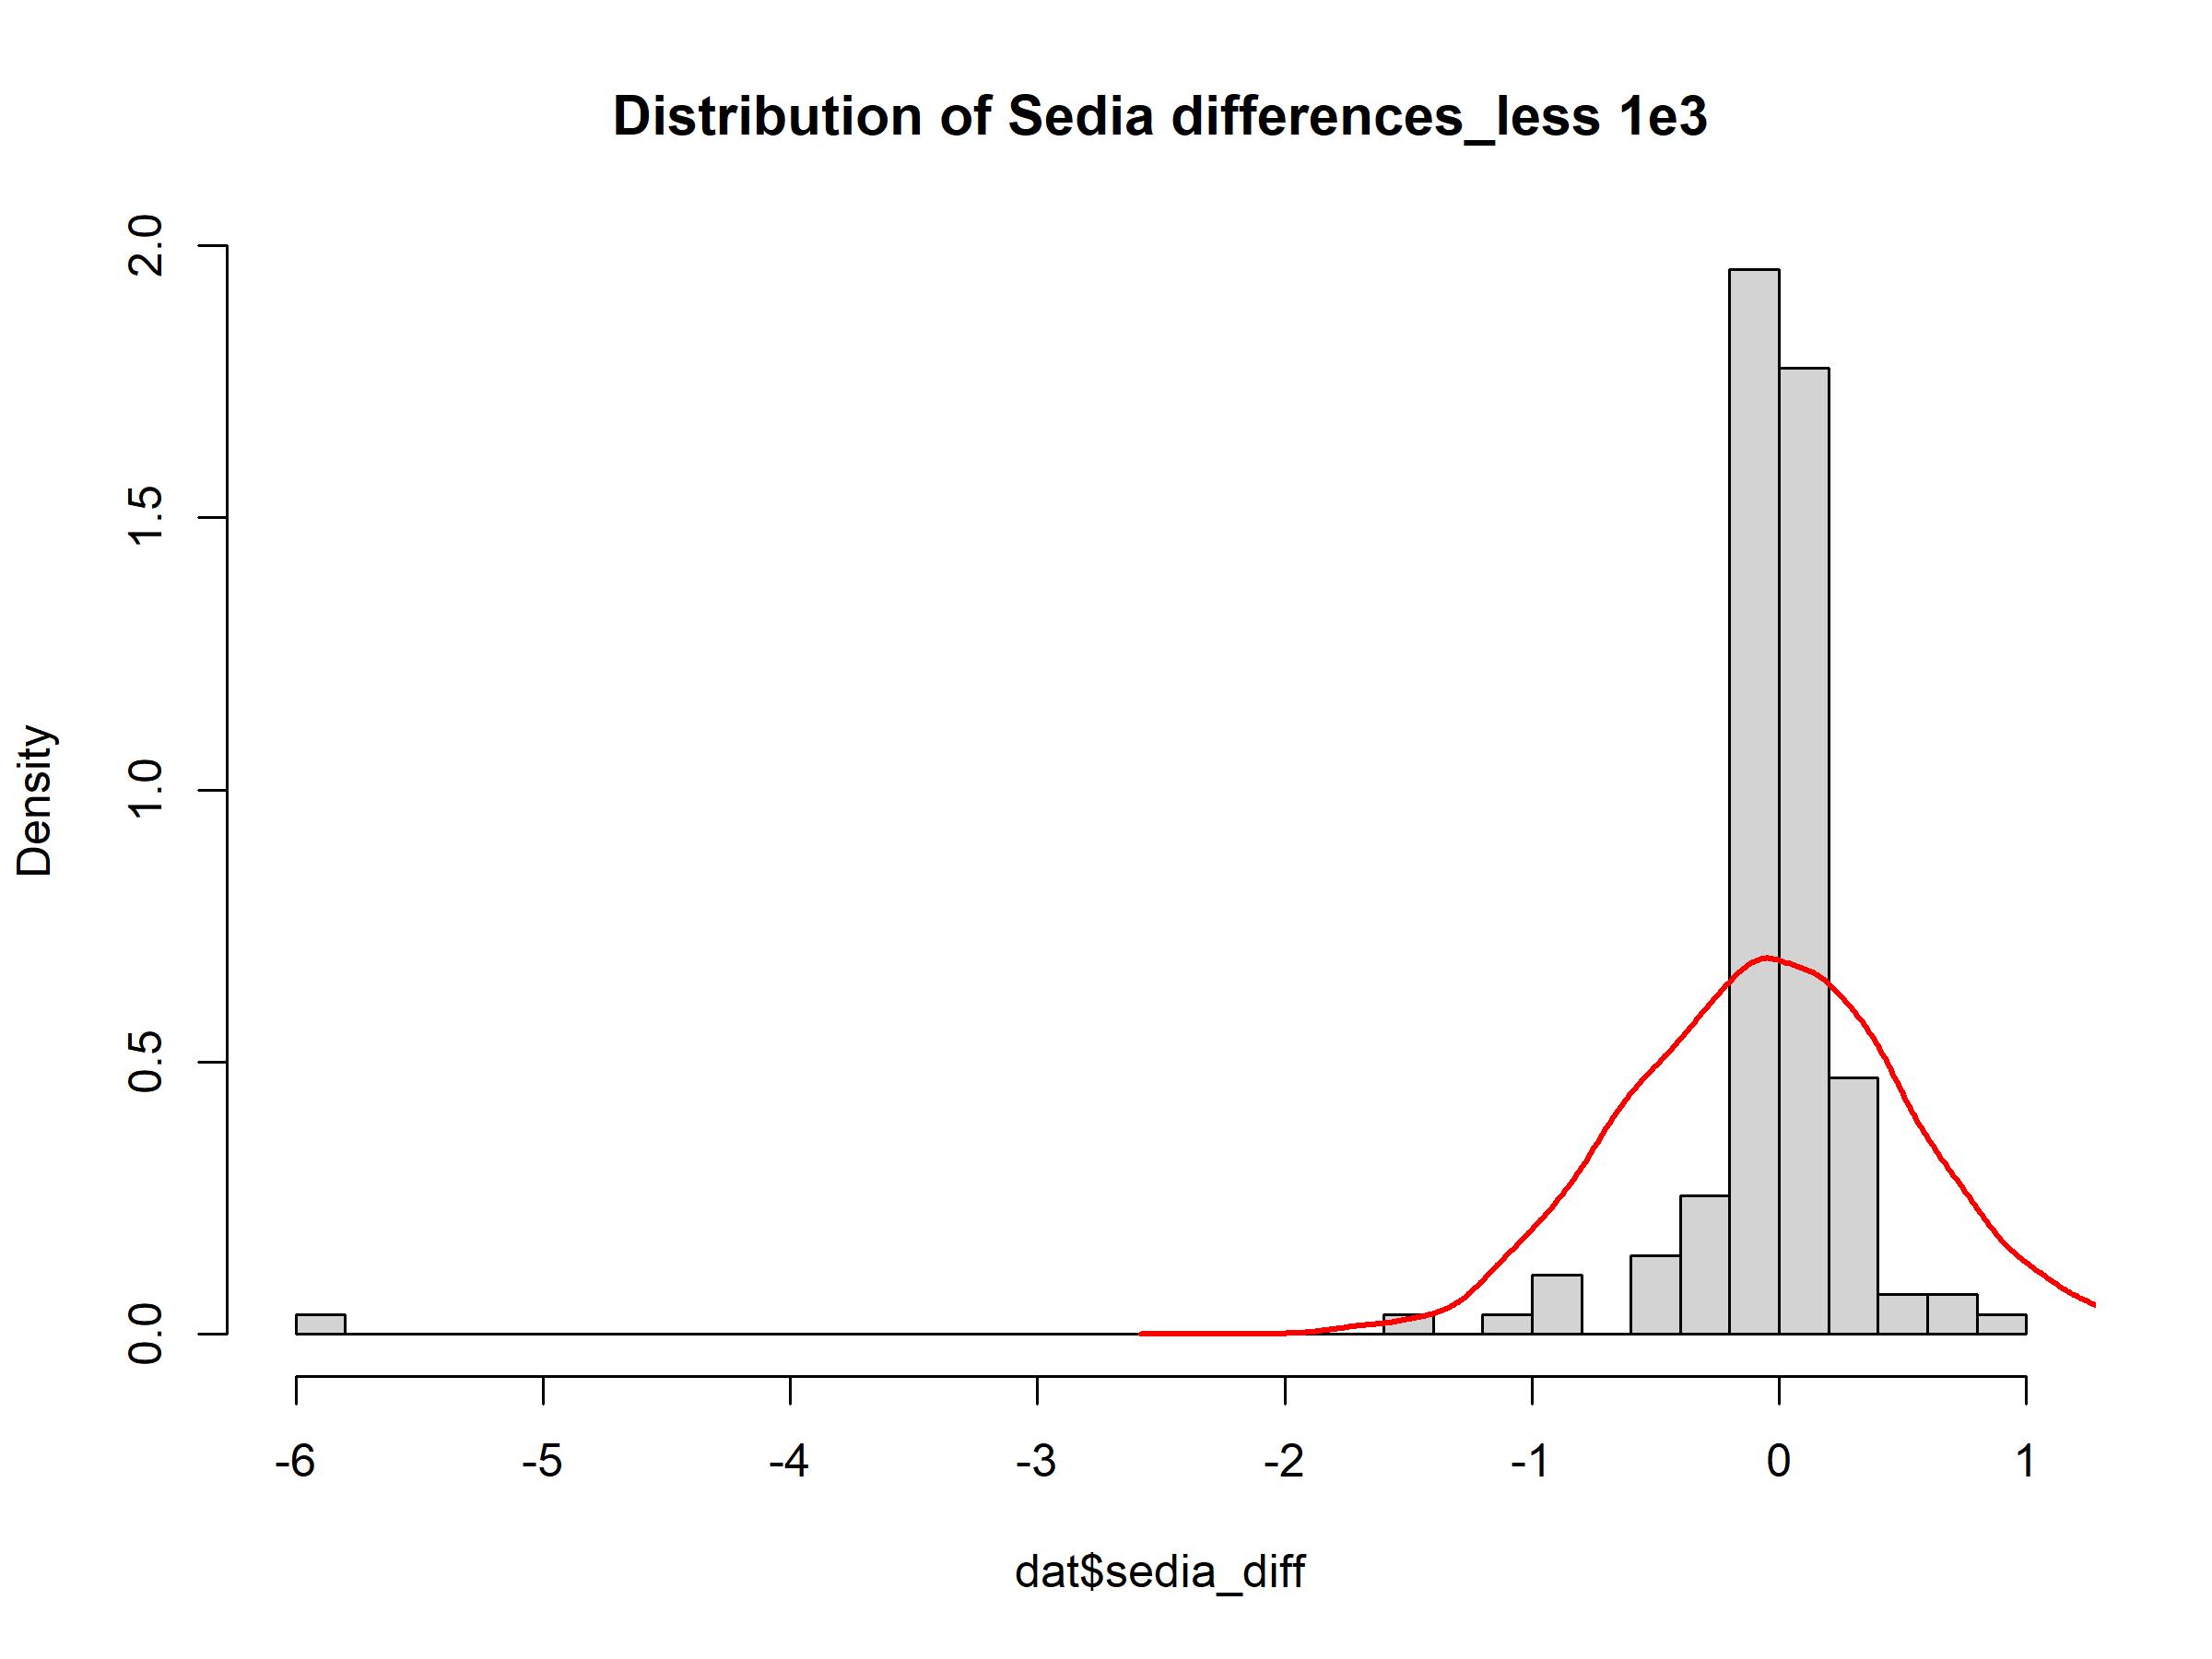 Distribution of Sedia differences_less 1e3
Density
2.0
1.5
1.0
0.5
0.0
-6 -5 -4 -3 -2 -1 0 1
dat$sedia_diff